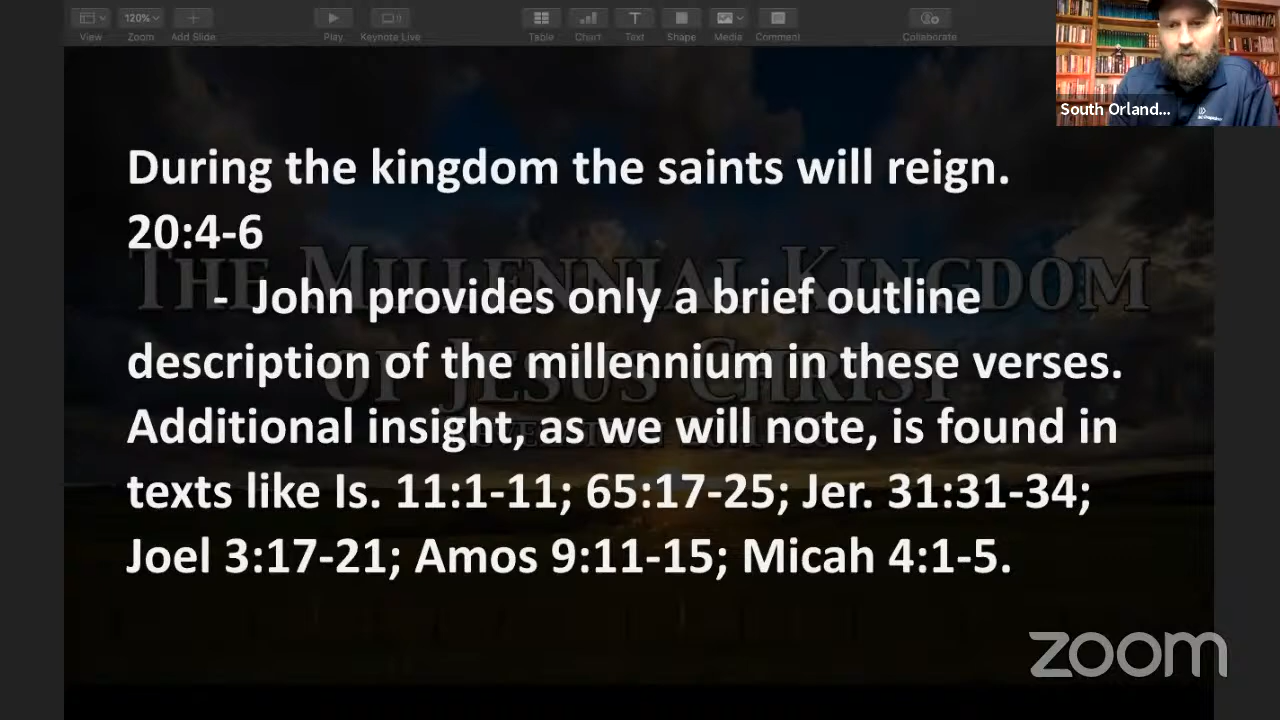 View
120%
Zoom
Add Slide
Play
Keynote Live
Table
Chart
Text
Shape
Media
Comment
Collaborate
South Orland...
During the kingdom the saints will reign.
20:4-6
- John provides only a brief outline
description of the millennium in these verses.
Additional insight, as we will note, is found in
texts like Is. 11:1-11; 65:17-25; Jer. 31:31-34;
Joel 3:17-21; Amos 9:11-15; Micah 4:1-5.
THE MILLENNIAL KINGDOM
OF JESUS CHRIST
zoom